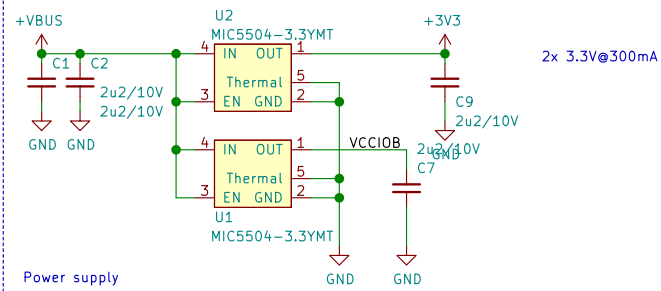 U2
+VBUS
+3V3
MIC5504-3.3YMT
4 IN OUT 1
C1 C2
2x 3.3V@300mA
Thermal 5
2u2/10V
3 EN GND 2
C9
2u2/10V
2u2/10V
GND GND
4 IN OUT 1
VCCIOB
2u2/10V
GND
C7
Thermal 5
3 EN GND 2
U1
MIC5504-3.3YMT
Power supply
GND GND